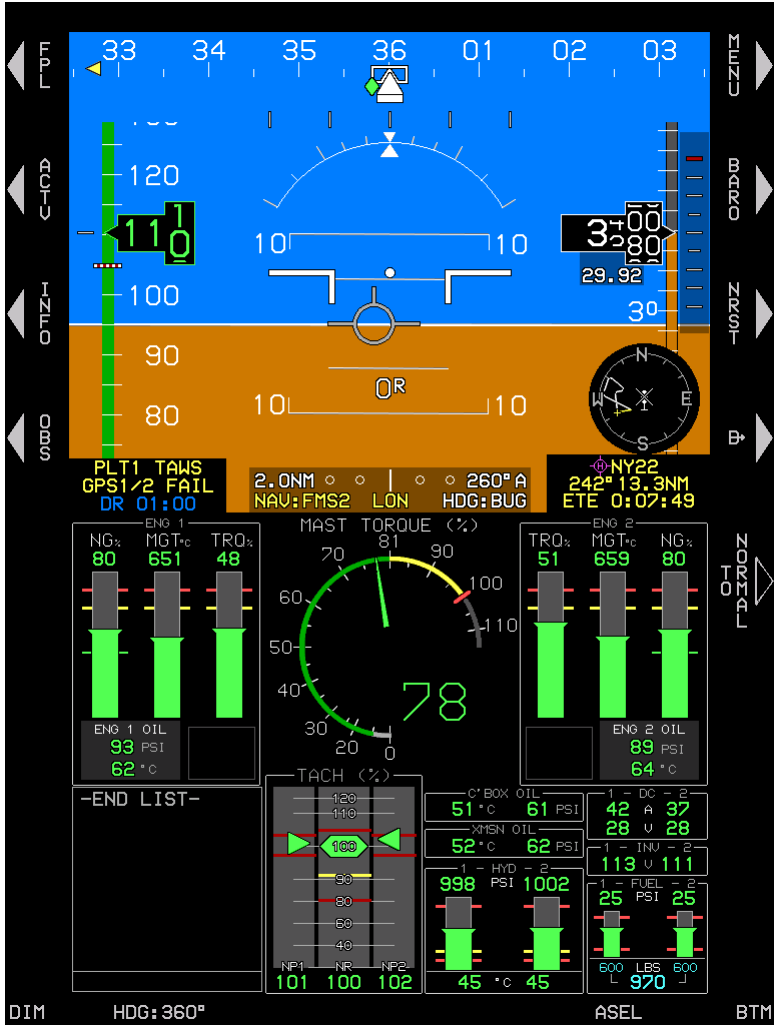 33 34 35 36 01 02 03
FPL
MENU
ACTV
BARO
INFO
NRST
OBS
120
110
100
90
80
10 10
29.92
30
0R
10 10
N
W E
S
PLT1 TAWS
GPS1/2 FAIL
DR 01:00
2.0NM 260° A
NAV:FMS2 LON HDG:BUG
H NY22
242° 13.3NM
ETE 0:07:49
TO NORMAL
ENG 1
NG% MGT°C TRQ%
80 651 48
ENG 1 OIL
93 PSI
62 °C
MAST TORQUE (%)
0 20 30 40 50 60 70 81 90 100 110
78
ENG 2
TRQ% MGT°C NG%
51 659 80
ENG 2 OIL
89 PSI
64 °C
-END LIST-
TACH (%)
120
110
100
90
80
60
40
NP1 NR NP2
101 100 102
C'BOX OIL
51 °C 61 PSI
XMSN OIL
52 °C 62 PSI
1 - HYD - 2
998 PSI 1002
45 °C 45
1 - DC - 2
42 A 37
28 V 28
1 - INV - 2
113 V 111
1 - FUEL - 2
25 PSI 25
600 LBS 600
970
DIM HDG:360° ASEL BTM